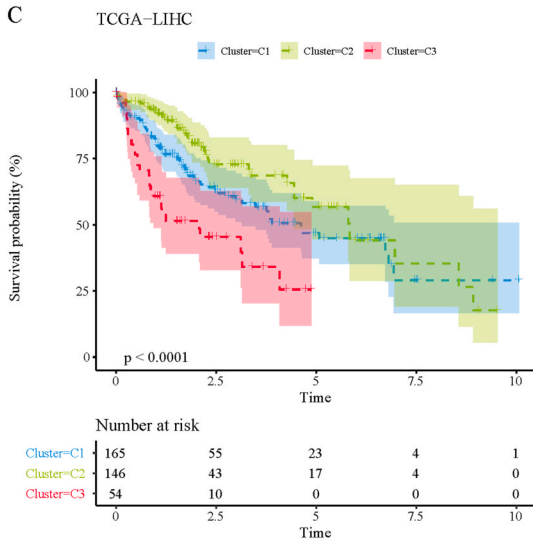 C
TCGA−LIHC
Cluster=C1 Cluster=C2 Cluster=C3
Survival probability (%)
100
75
50
25
0
p < 0.0001
0 2.5 5 7.5 10
Time
Number at risk
Cluster=C1 165 55 23 4 1
Cluster=C2 146 43 17 4 0
Cluster=C3 54 10 0 0 0
0 2.5 5 7.5 10
Time